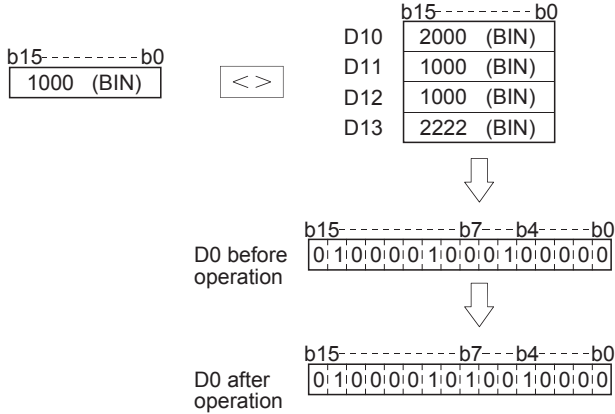 b15 b0
D10 2000 (BIN)
b15 b0
1000 (BIN)
< >
D11 1000 (BIN)
D12 1000 (BIN)
D13 2222 (BIN)
b15 b7 b4 b0
D0 before
operation
0 1 0 0 0 0 1 0 0 0 1 0 0 0 0 0
b15 b7 b4 b0
D0 after
operation
0 1 0 0 0 0 1 0 1 0 0 1 0 0 0 0